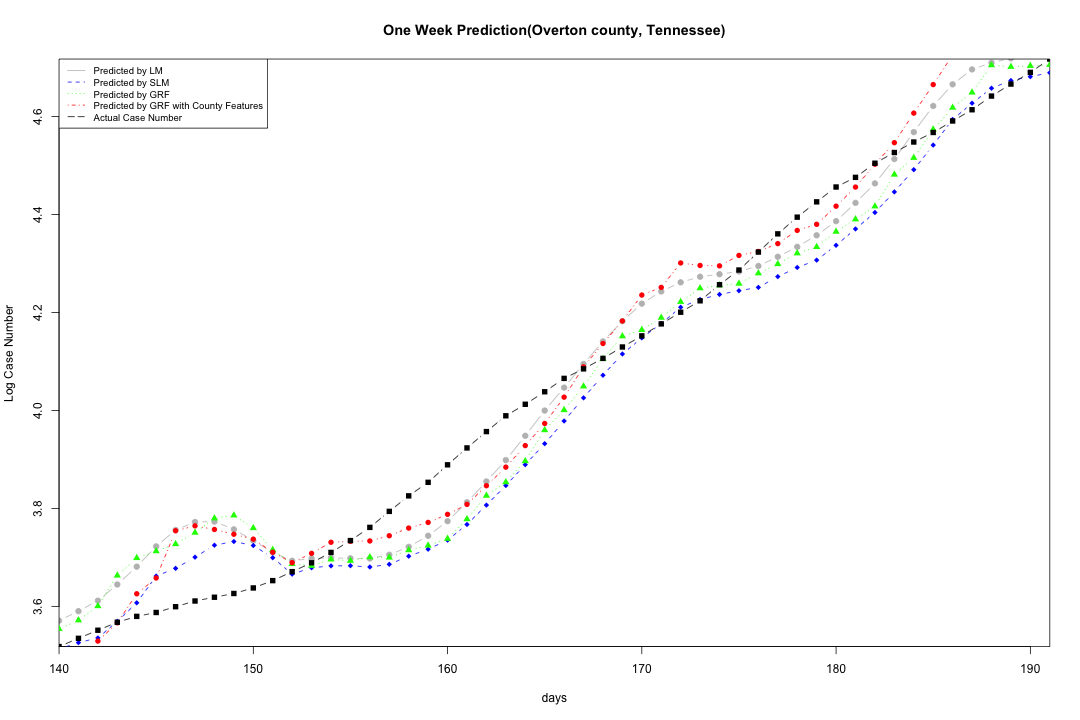 One Week Prediction(Overton county, Tennessee)
Predicted by LM
Predicted by SLM
Predicted by GRF
Predicted by GRF with County Features
Actual Case Number
4.6
4.4
4.2
4.0
3.8
3.6
Log Case Number
140 150 160 170 180 190
days